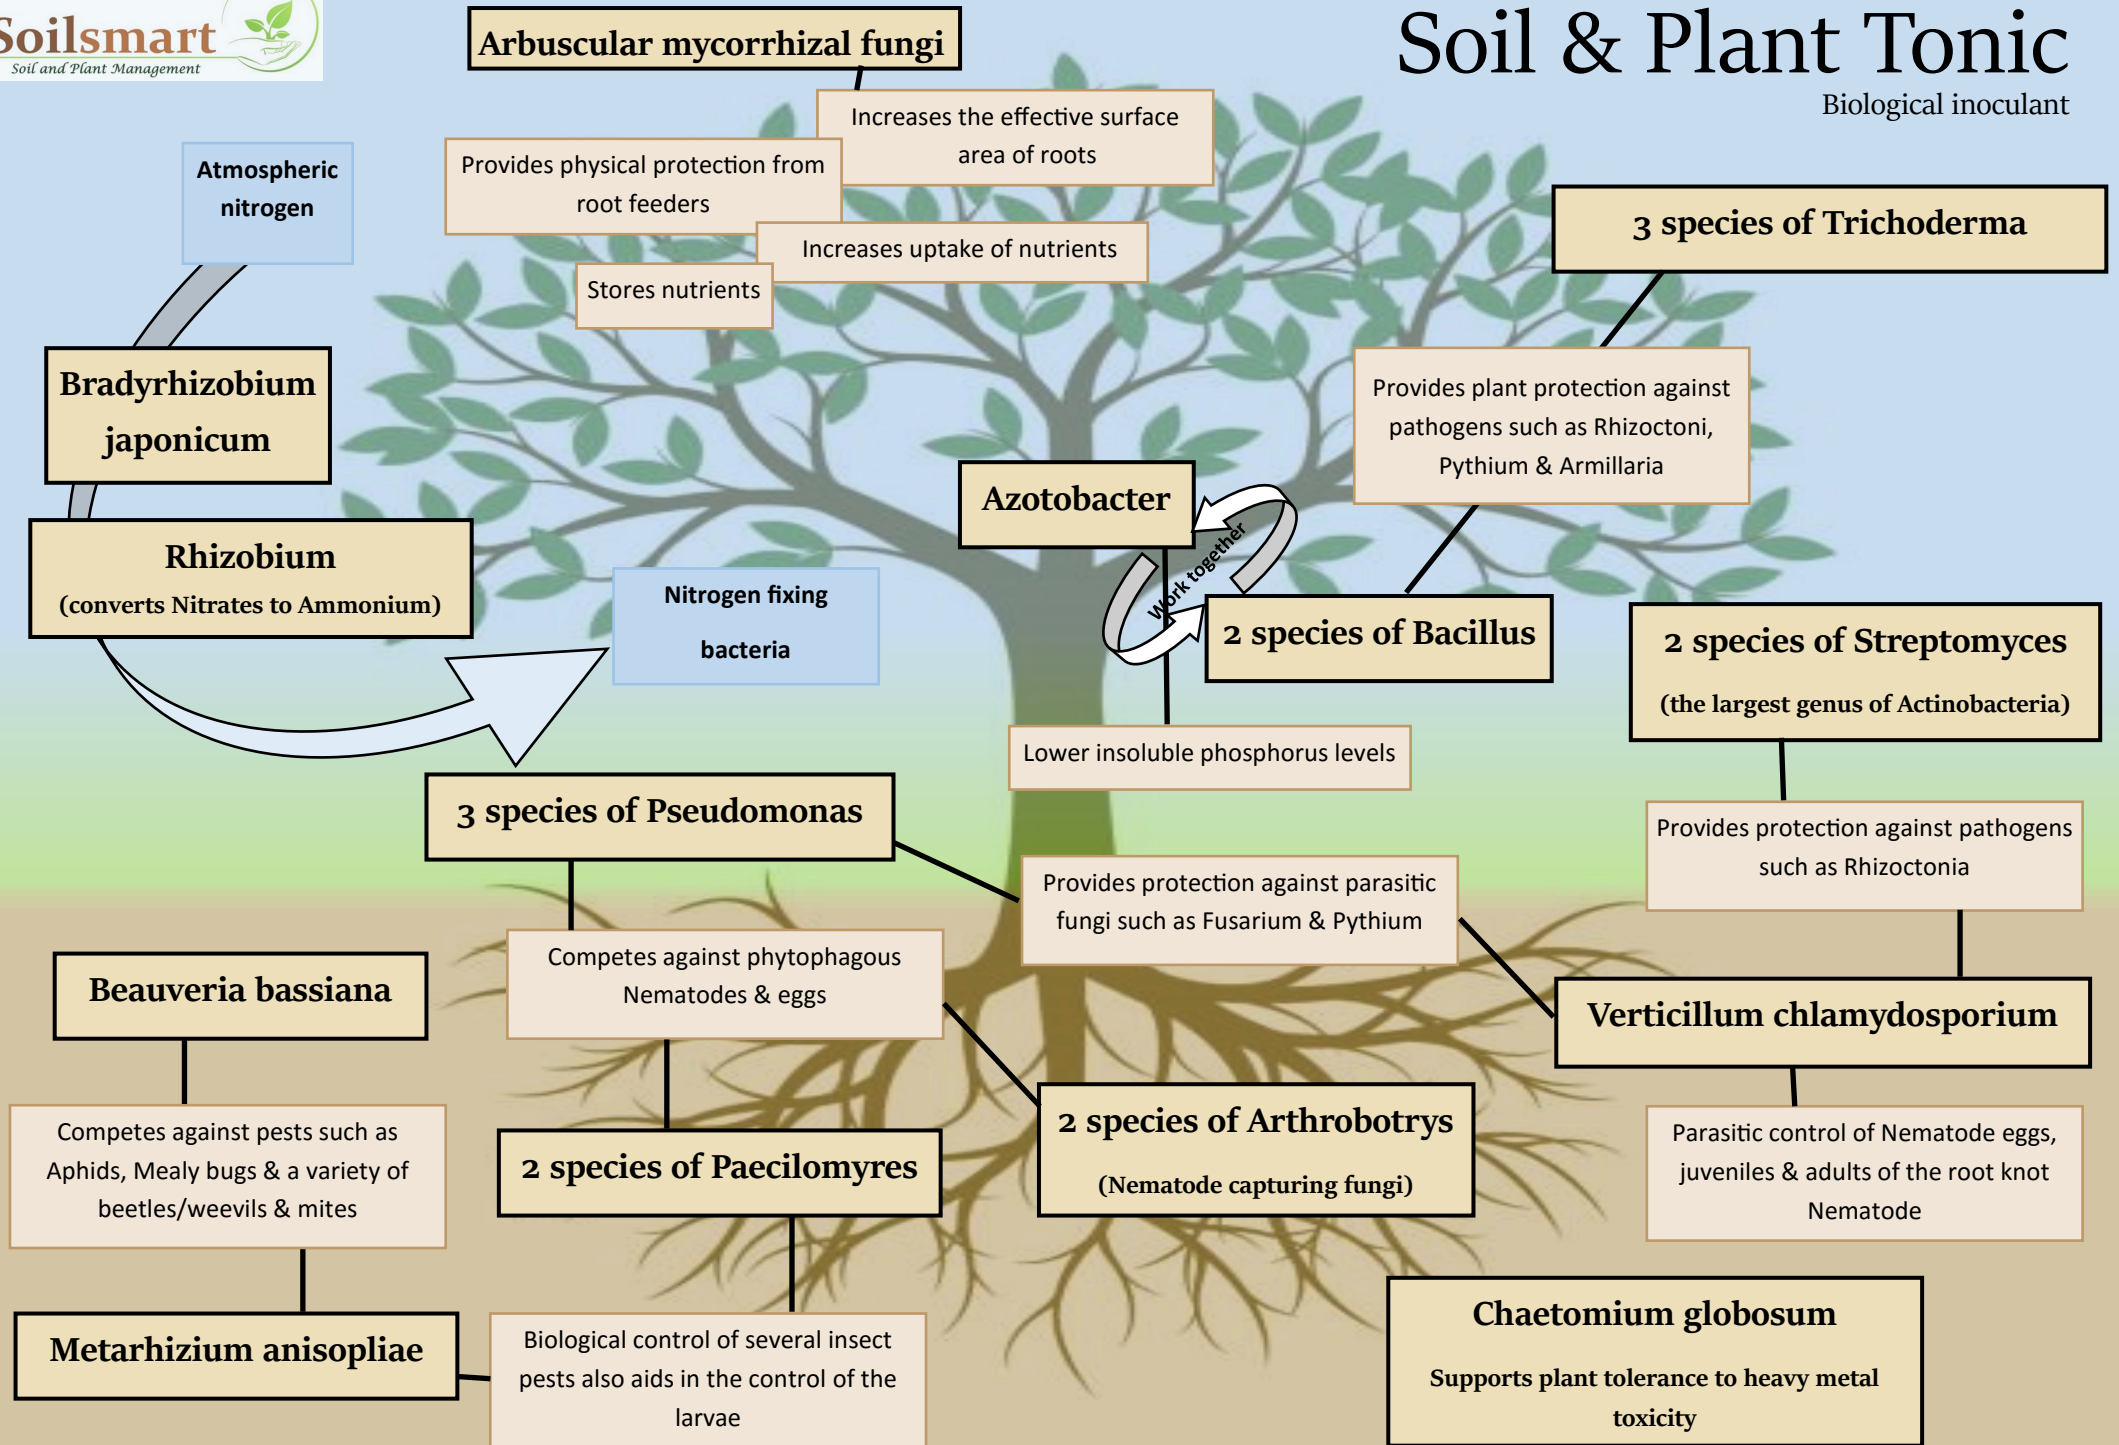 Soilsmart
Soil and Plant Management
Soil & Plant Tonic
Biological inoculant
Arbuscular mycorrhizal fungi
Increases the effective surface
area of roots
Provides physical protection from
root feeders
Increases uptake of nutrients
Stores nutrients
Atmospheric
nitrogen
3 species of Trichoderma
Bradyrhizobium
japonicum
Provides plant protection against
pathogens such as Rhizoctoni,
Pythium & Armillaria
Azotobacter
Work together
Rhizobium
(converts Nitrates to Ammonium)
Nitrogen fixing
bacteria
2 species of Bacillus
2 species of Streptomyces
(the largest genus of Actinobacteria)
Lower insoluble phosphorus levels
3 species of Pseudomonas
Provides protection against pathogens
such as Rhizoctonia
Provides protection against parasitic
fungi such as Fusarium & Pythium
Competes against phytophagous
Nematodes & eggs
Beauveria bassiana
Verticillum chlamydosporium
Competes against pests such as
Aphids, Mealy bugs & a variety of
beetles/weevils & mites
2 species of Paecilomyres
2 species of Arthrobotrys
(Nematode capturing fungi)
Parasitic control of Nematode eggs,
juveniles & adults of the root knot
Nematode
Metarhizium anisopliae
Biological control of several insect
pests also aids in the control of the
larvae
Chaetomium globosum
Supports plant tolerance to heavy metal
toxicity